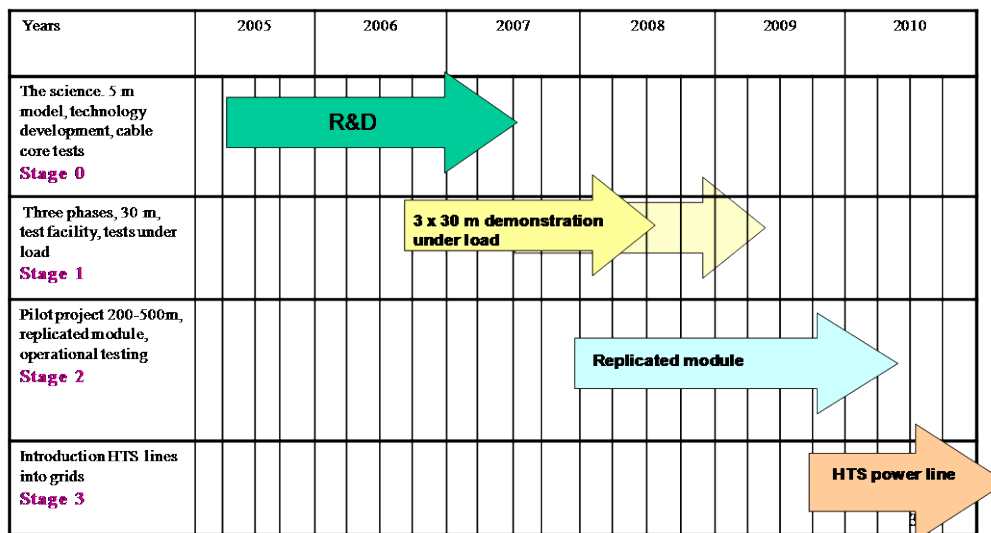 Years 2005 2006 2007 2008 2009 2010
The science. 5 m
model, technology
development, cable
core tests
Stage 0
R&D
Three phases, 30 m,
test facility, tests under
load
Stage 1
3 x 30 m demonstration
under load
Pilot project 200-500m,
replicated module,
operational testing
Stage 2
Replicated module
Introduction HTS lines
into grids
Stage 3
HTS power line